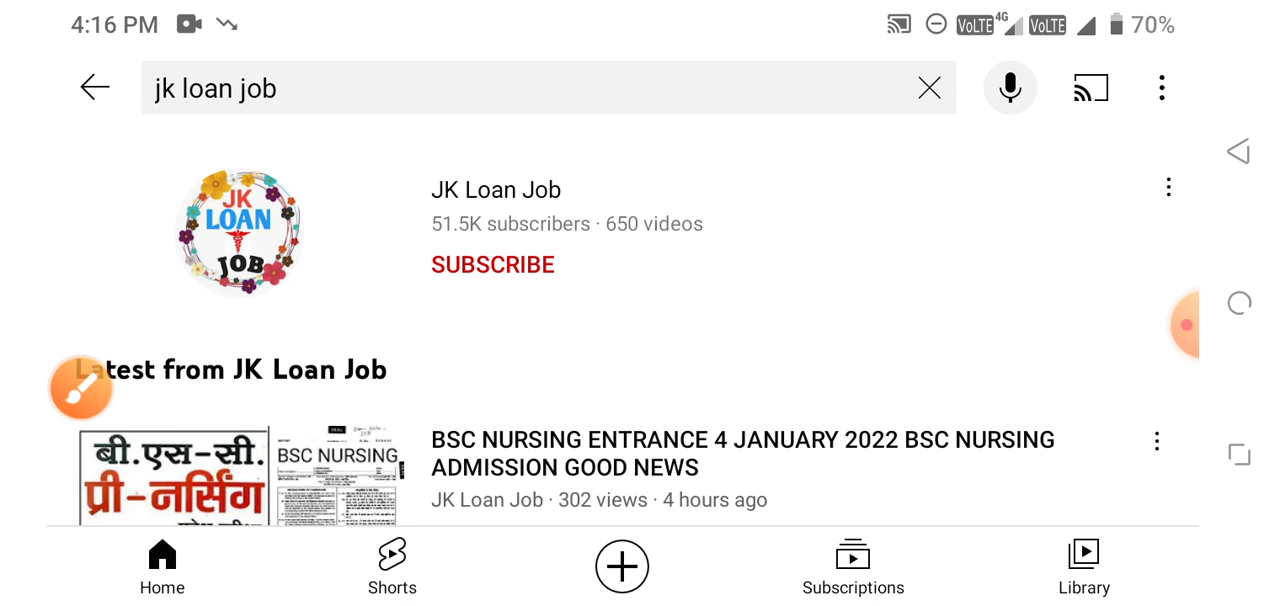 4:16 PM
VoLTE 4G VoLTE 70%
jk loan job
JK
LOAN
JOB
JK Loan Job
51.5K subscribers · 650 videos
SUBSCRIBE
Latest from JK Loan Job
बी.एस-सी.
प्री-नर्सिंग
BSC NURSING
BSC NURSING ENTRANCE 4 JANUARY 2022 BSC NURSING
ADMISSION GOOD NEWS
JK Loan Job · 302 views · 4 hours ago
Home
Shorts
Subscriptions
Library